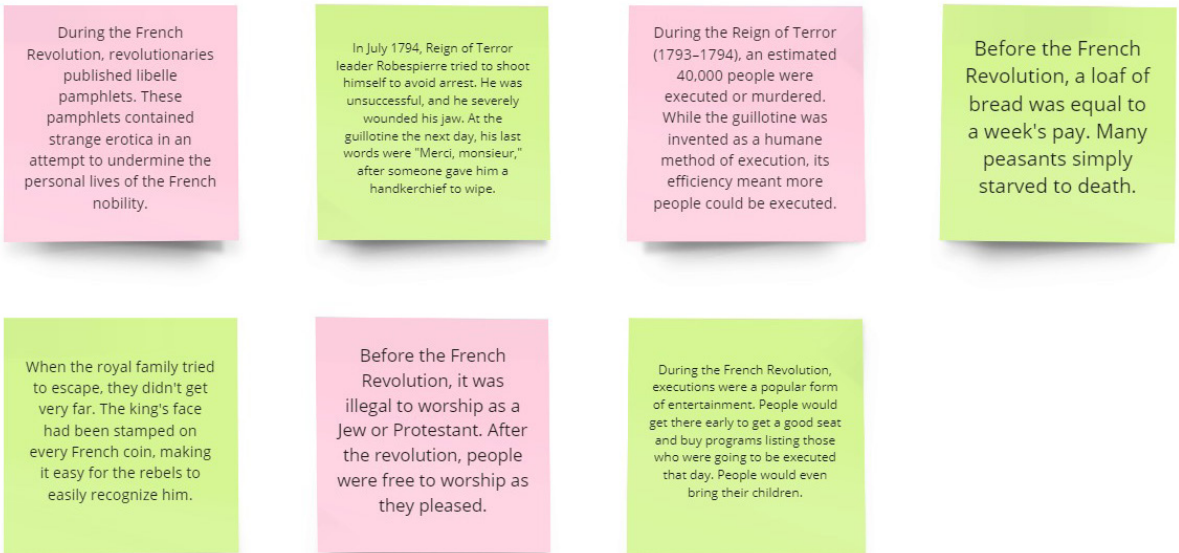 During the French
Revolution, revolutionaries
published libelle
pamphlets. These
pamphlets contained
strange erotica in an
attempt to undermine the
personal lives of the French
nobility.
In July 1794, Reign of Terror
leader Robespierre tried to shoot
himself to avoid arrest. He was
unsuccessful, and he severely
wounded his jaw. At the
guillotine the next day, his last
words were "Merci, monsieur,"
after someone gave him a
handkerchief to wipe.
During the Reign of Terror
(1793–1794), an estimated
40,000 people were
executed or murdered.
While the guillotine was
invented as a humane
method of execution, its
efficiency meant more
people could be executed.
Before the French
Revolution, a loaf of
bread was equal to
a week's pay. Many
peasants simply
starved to death.
When the royal family tried
to escape, they didn't get
very far. The king's face
had been stamped on
every French coin, making
it easy for the rebels to
easily recognize him.
Before the French
Revolution, it was
illegal to worship as a
Jew or Protestant. After
the revolution, people
were free to worship as
they pleased.
During the French Revolution,
executions were a popular form
of entertainment. People would
get there early to get a good seat
and buy programs listing those
who were going to be executed
that day. People would even
bring their children.